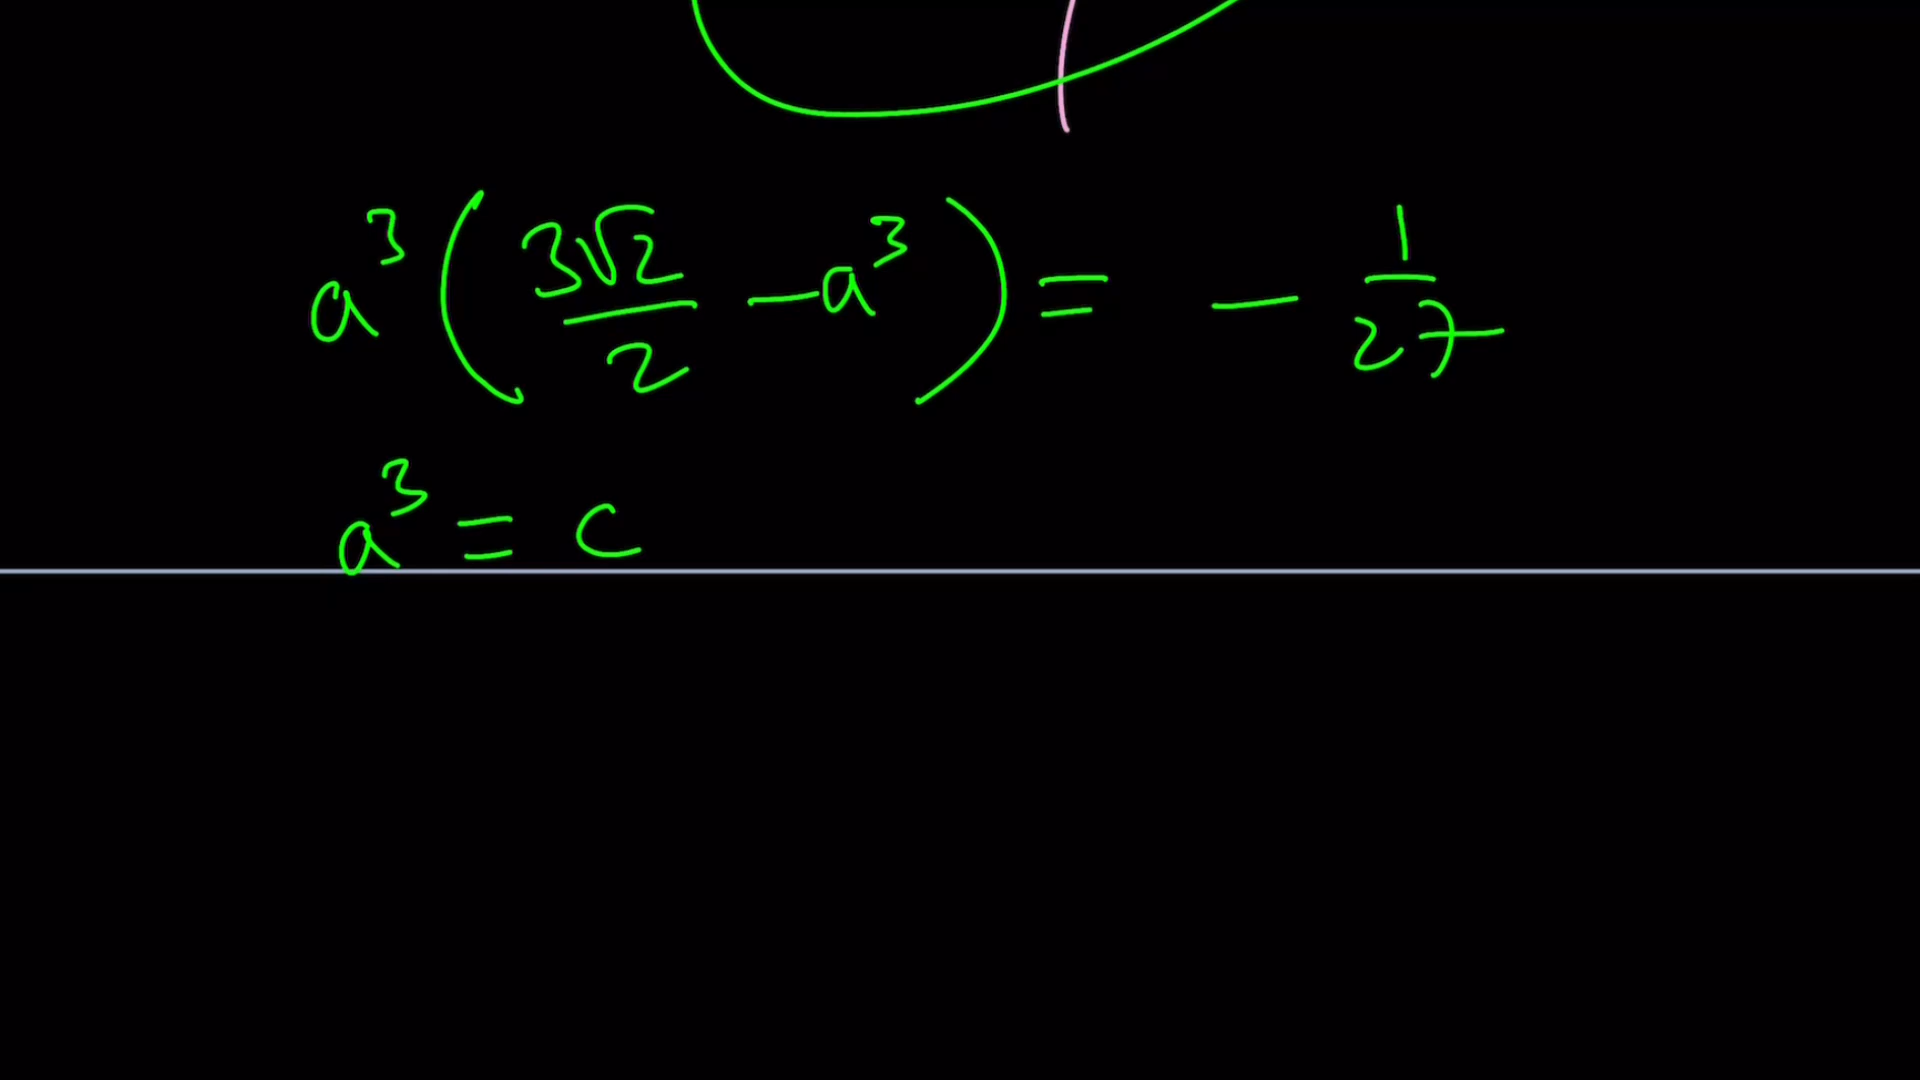 a³(3√2/2 - a³) = - 1/27
a³ = c